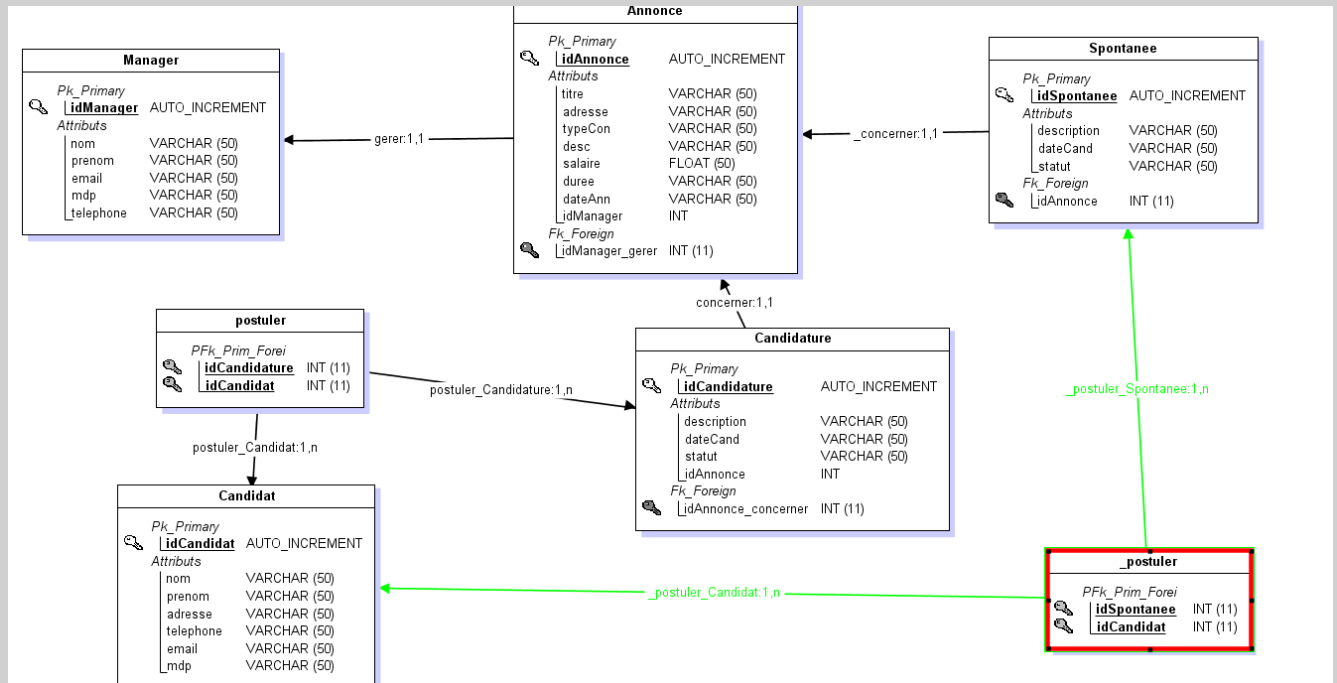 Annonce
Pk_Primary
idAnnonce AUTO_INCREMENT
Attributs
titre VARCHAR (50)
adresse VARCHAR (50)
typeCon VARCHAR (50)
desc VARCHAR (50)
salaire FLOAT (50)
duree VARCHAR (50)
dateAnn VARCHAR (50)
idManager INT
Fk_Foreign
idManager_gerer INT (11)
Manager
Pk_Primary
idManager AUTO_INCREMENT
Attributs
nom VARCHAR (50)
prenom VARCHAR (50)
email VARCHAR (50)
mdp VARCHAR (50)
telephone VARCHAR (50)
gerer:1,1
Spontanee
Pk_Primary
idSpontanee AUTO_INCREMENT
Attributs
description VARCHAR (50)
dateCand VARCHAR (50)
statut VARCHAR (50)
Fk_Foreign
idAnnonce INT (11)
_concerner:1,1
concerner:1,1
postuler
PFk_Prim_Forei
idCandidature INT (11)
idCandidat INT (11)
postuler_Candidature:1,n
Candidature
Pk_Primary
idCandidature AUTO_INCREMENT
Attributs
description VARCHAR (50)
dateCand VARCHAR (50)
statut VARCHAR (50)
idAnnonce INT
Fk_Foreign
idAnnonce_concerner INT (11)
_postuler_Spontanee:1,n
postuler_Candidat:1,n
Candidat
Pk_Primary
idCandidat AUTO_INCREMENT
Attributs
nom VARCHAR (50)
prenom VARCHAR (50)
adresse VARCHAR (50)
telephone VARCHAR (50)
email VARCHAR (50)
mdp VARCHAR (50)
_postuler_Candidat:1,n
_postuler
PFk_Prim_Forei
idSpontanee INT (11)
idCandidat INT (11)